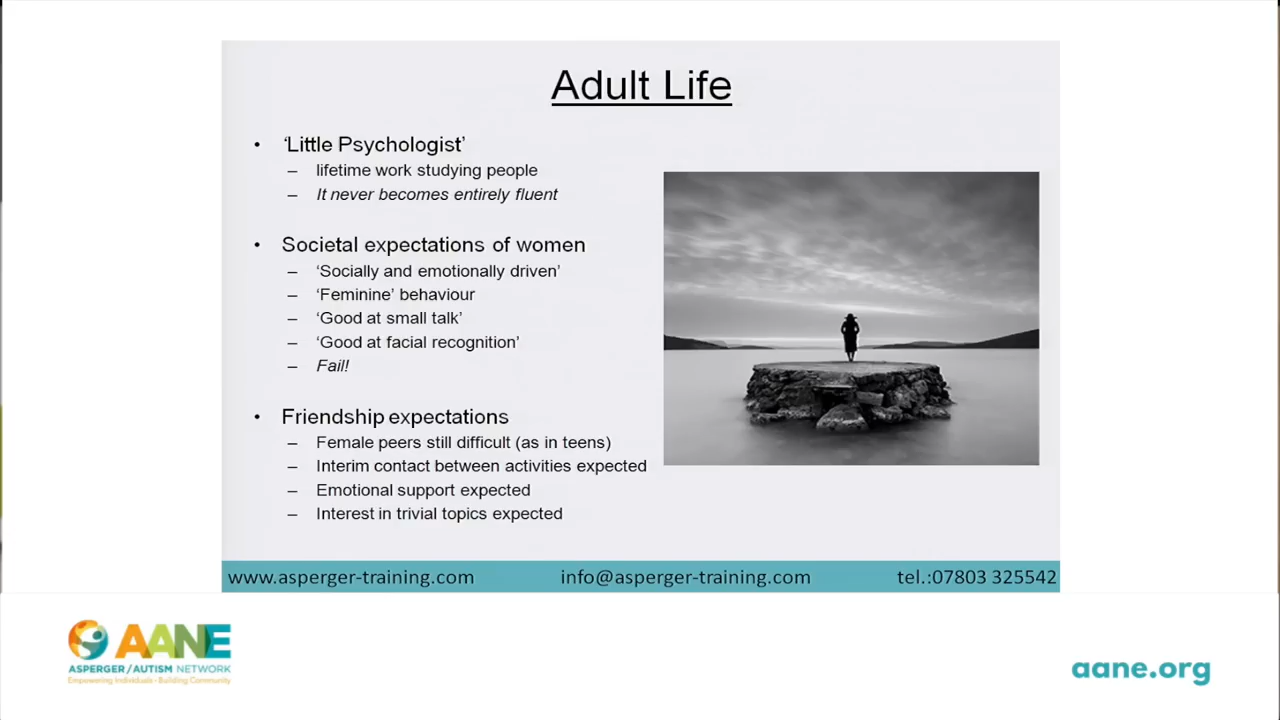 Adult Life
• ‘Little Psychologist’
– lifetime work studying people
– It never becomes entirely fluent
• Societal expectations of women
– ‘Socially and emotionally driven’
– ‘Feminine’ behaviour
– ‘Good at small talk’
– ‘Good at facial recognition’
– Fail!
• Friendship expectations
– Female peers still difficult (as in teens)
– Interim contact between activities expected
– Emotional support expected
– Interest in trivial topics expected
www.asperger-training.com info@asperger-training.com tel.:07803 325542
AANE
ASPERGER/AUTISM NETWORK
Empowering Individuals • Building Community
aane.org